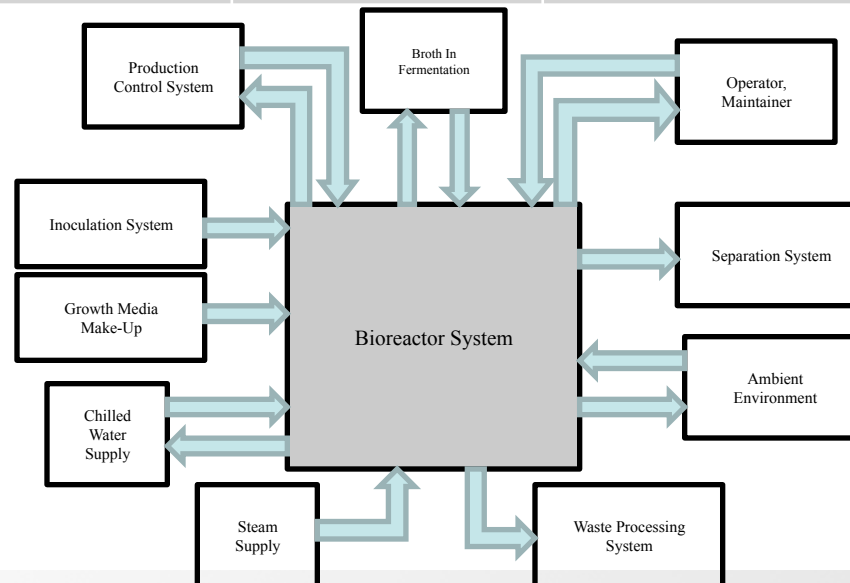 Broth In
Fermentation
Production
Control System
Operator,
Maintainer
Inoculation System
Separation System
Growth Media
Make-Up
Bioreactor System
Ambient
Environment
Chilled
Water
Supply
Steam
Supply
Waste Processing
System